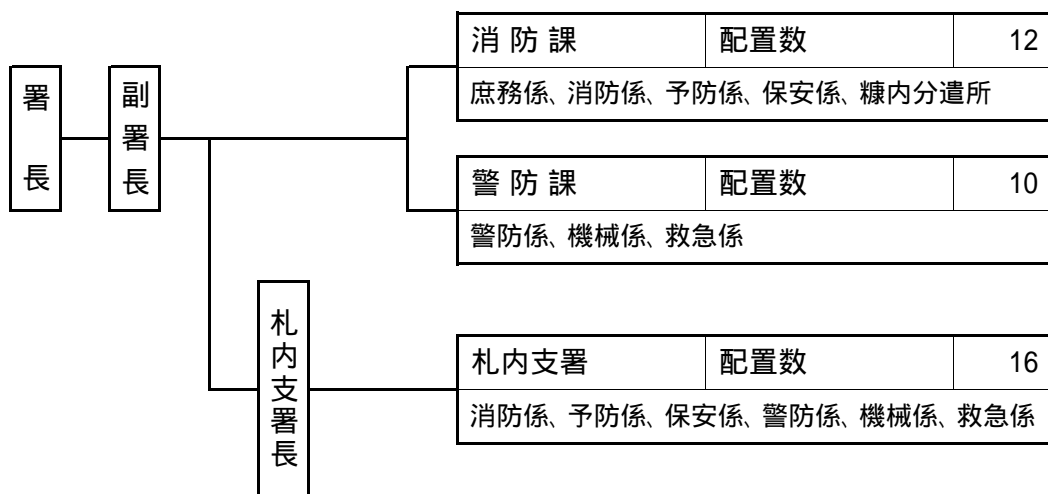 署長
副署長
消防課 配置数 12
庶務係、消防係、予防係、保安係、糠内分遣所
警防課 配置数 10
警防係、機械係、救急係
札内支署長
札内支署 配置数 16
消防係、予防係、保安係、警防係、機械係、救急係